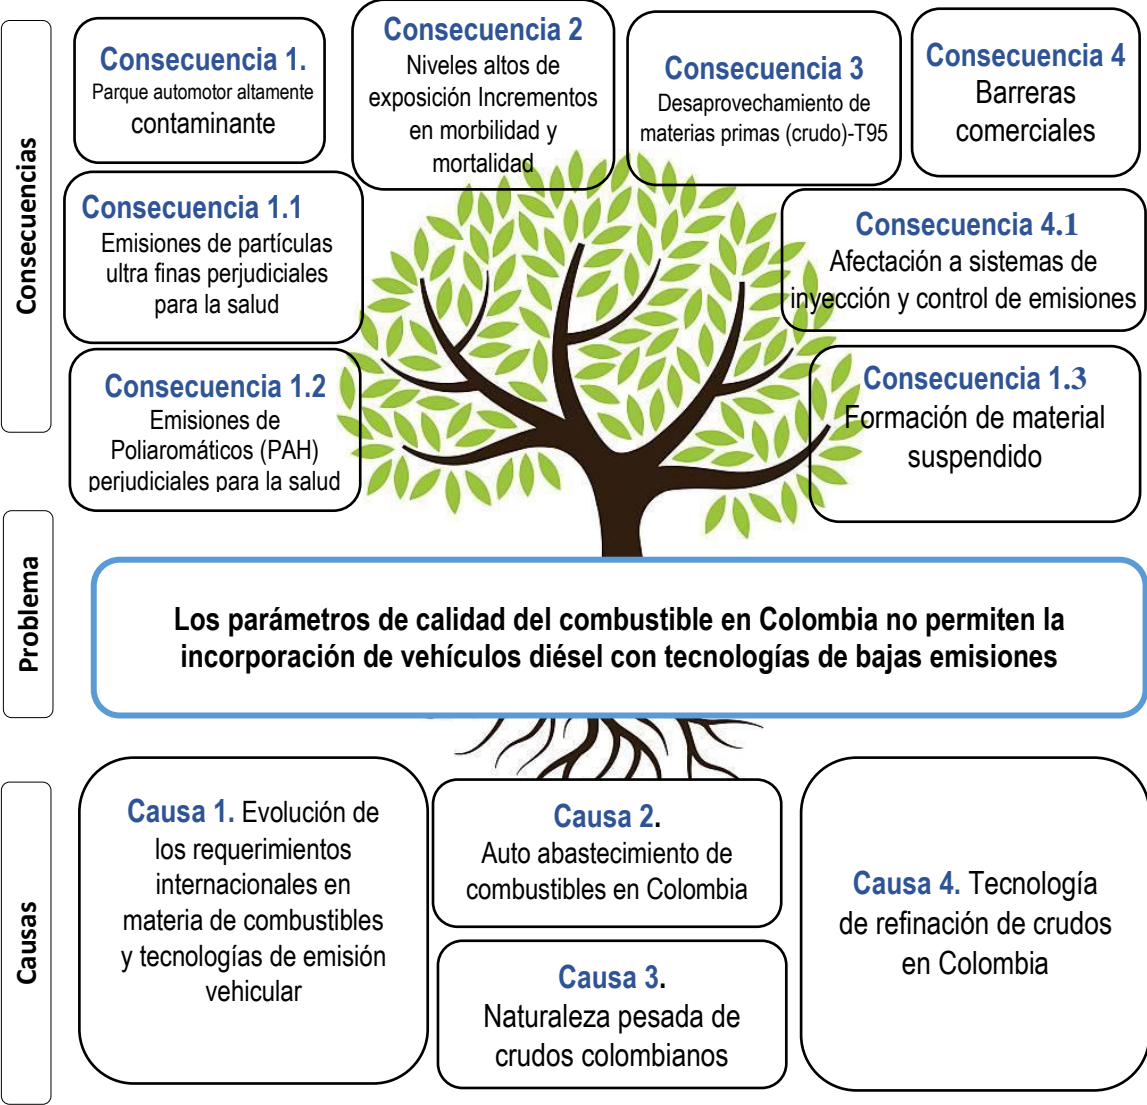 Consecuencias
Consecuencia 1.
Parque automotor altamente
contaminante
Consecuencia 2
Niveles altos de
exposición Incrementos
en morbilidad y
mortalidad
Consecuencia 3
Desaprovechamiento de
materias primas (crudo)-T95
Consecuencia 4
Barreras
comerciales
Consecuencia 1.1
Emisiones de partículas
ultra finas perjudiciales
para la salud
Consecuencia 4.1
Afectación a sistemas de
inyección y control de emisiones
Consecuencia 1.2
Emisiones de
Poliaromáticos (PAH)
perjudiciales para la salud
Consecuencia 1.3
Formación de material
suspendido
Problema
Los parámetros de calidad del combustible en Colombia no permiten la
incorporación de vehículos diésel con tecnologías de bajas emisiones
Causas
Causa 1. Evolución de
los requerimientos
internacionales en
materia de combustibles
y tecnologías de emisión
vehicular
Causa 2.
Auto abastecimiento de
combustibles en Colombia
Causa 3.
Naturaleza pesada de
crudos colombianos
Causa 4. Tecnología
de refinación de crudos
en Colombia